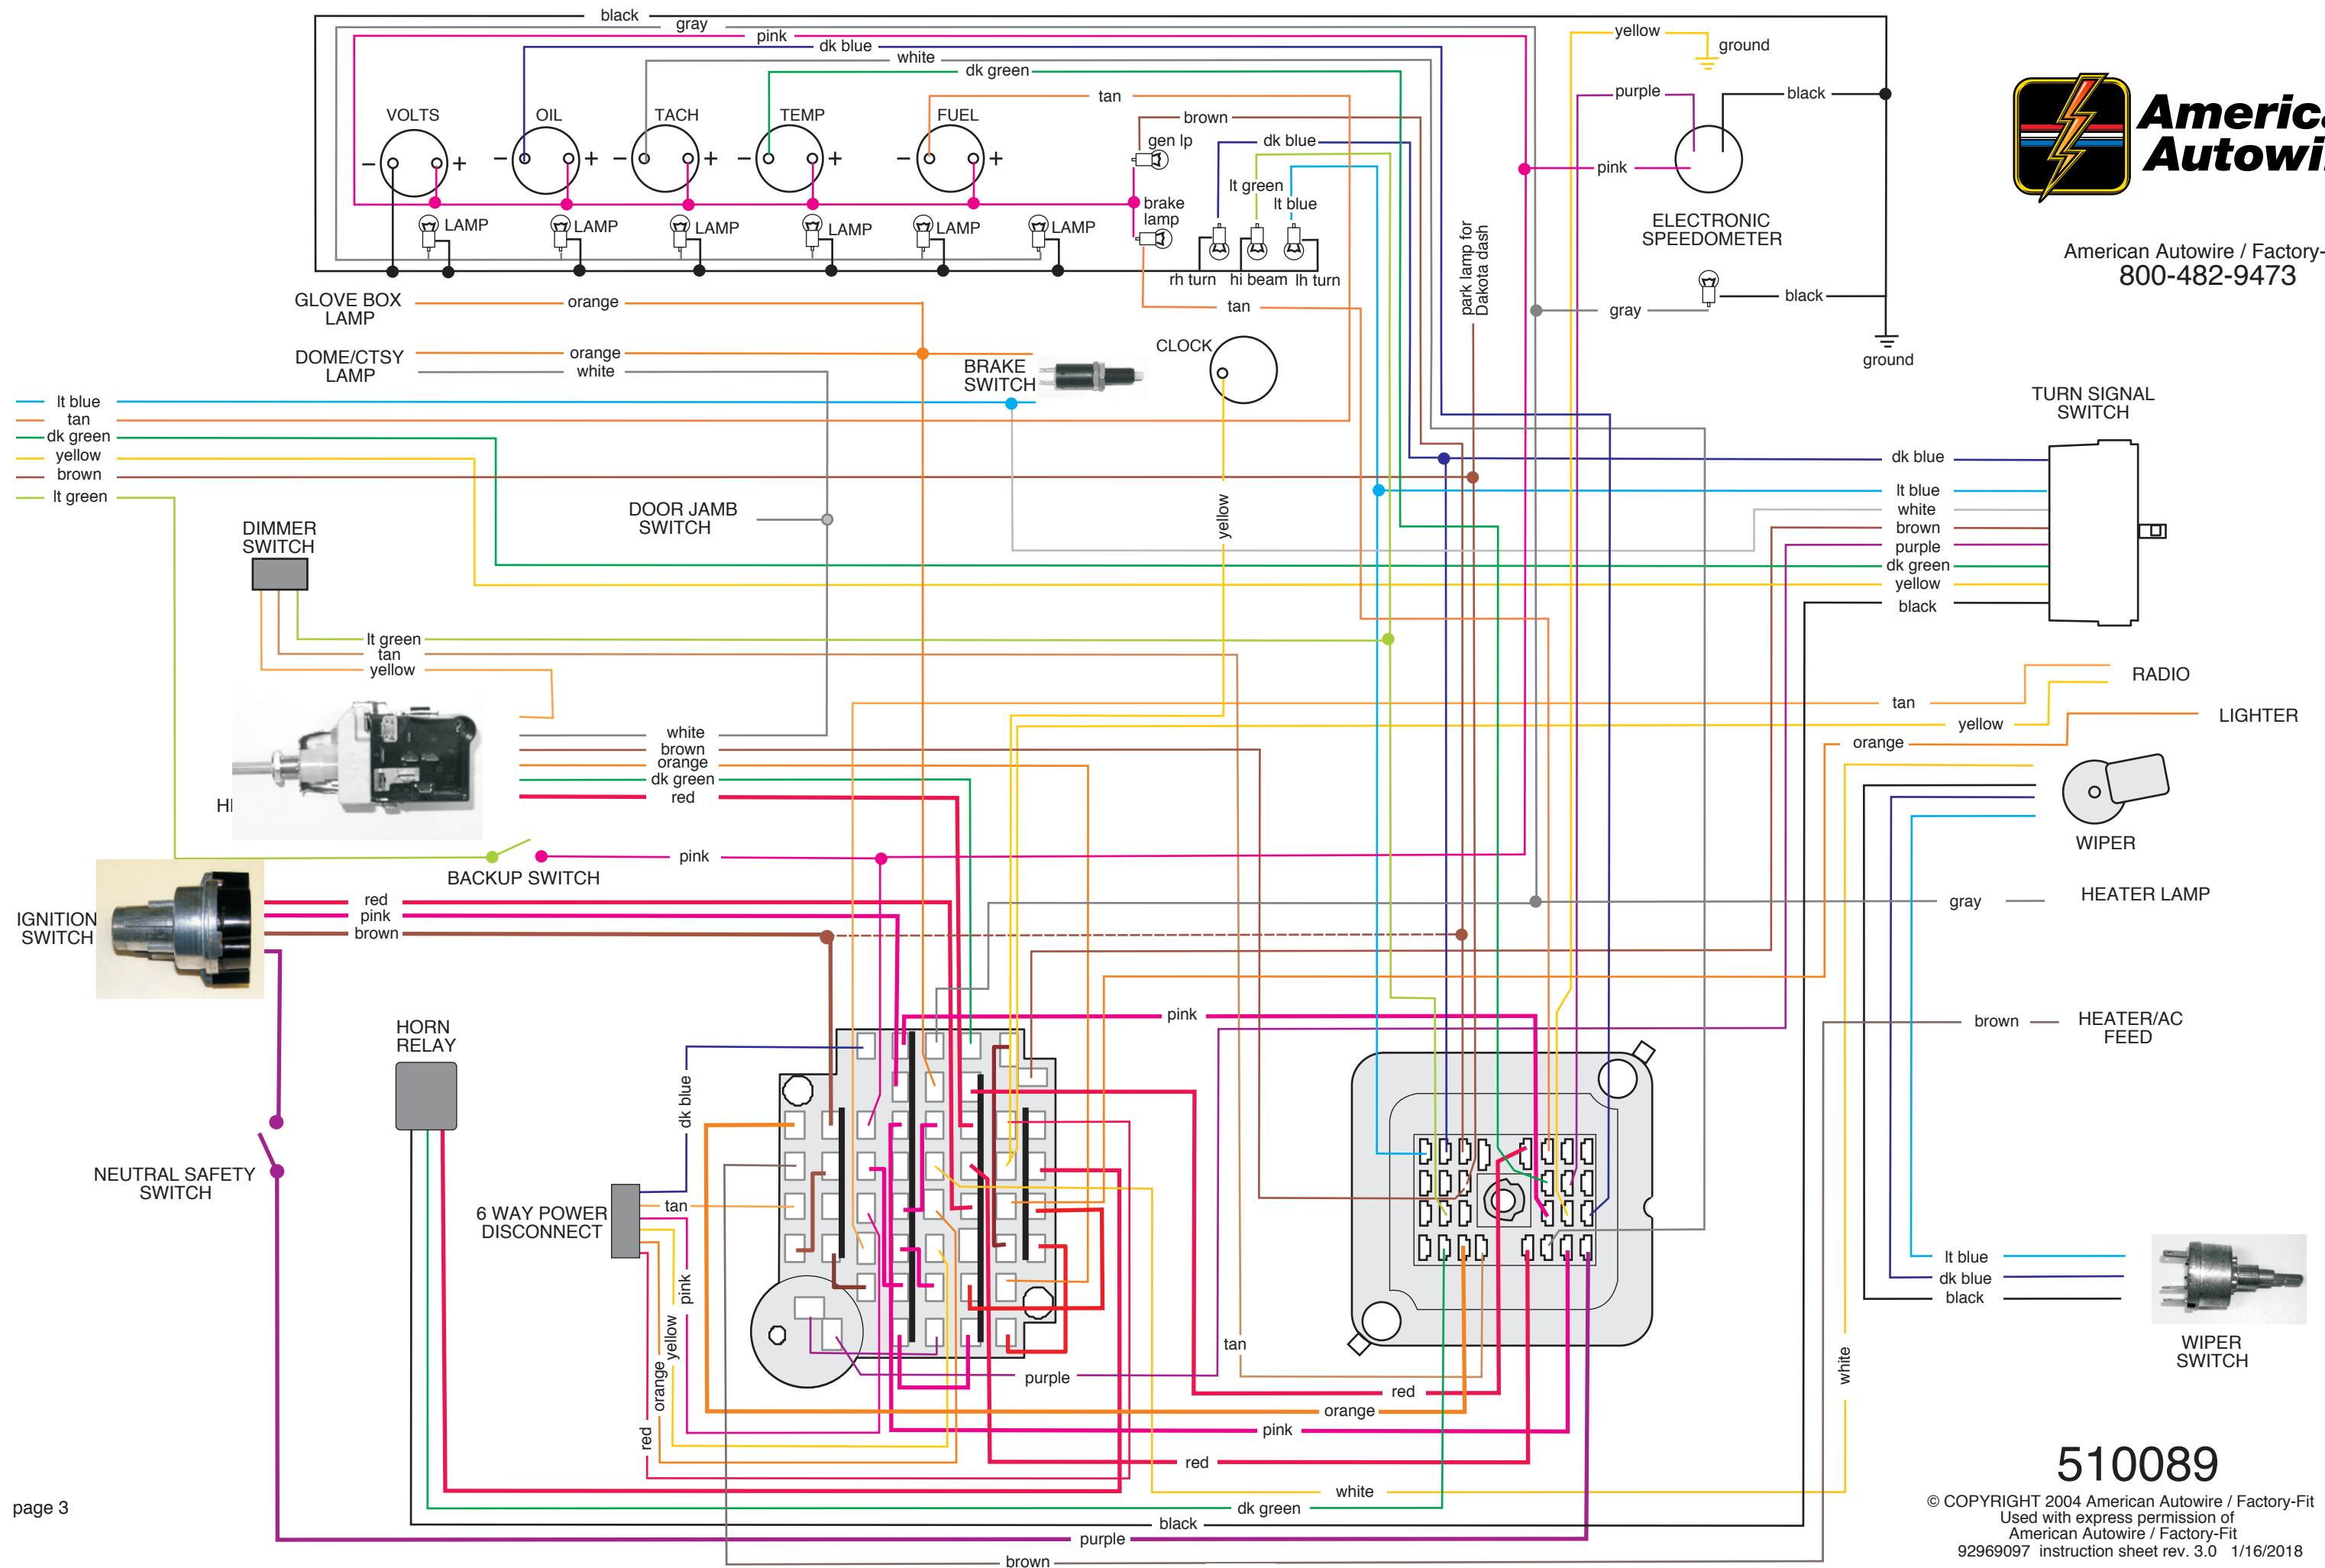 black
gray
pink
dk blue
white
dk green
tan
brown
gen lp
dk blue
lt green
lt blue
yellow
ground
purple
black
pink
ELECTRONIC
SPEEDOMETER
black
gray
ground
VOLTS
OIL
TACH
TEMP
FUEL
- +
- +
- +
- +
- +
LAMP
LAMP
LAMP
LAMP
LAMP
LAMP
brake
lamp
rh turn
hi beam
lh turn
tan
park lamp for
Dakota dash
American Autowire / Factory-
800-482-9473
GLOVE BOX
LAMP
orange
DOME/CTSY
LAMP
orange
white
BRAKE
SWITCH
CLOCK
yellow
lt blue
tan
dk green
yellow
brown
lt green
DOOR JAMB
SWITCH
DIMMER
SWITCH
lt green
tan
yellow
TURN SIGNAL
SWITCH
dk blue
lt blue
white
brown
purple
dk green
yellow
black
white
brown
orange
dk green
red
tan
RADIO
yellow
LIGHTER
orange
WIPER
pink
BACKUP SWITCH
IGNITION
SWITCH
red
pink
brown
gray
HEATER LAMP
brown
HEATER/AC
FEED
HORN
RELAY
pink
dk blue
NEUTRAL SAFETY
SWITCH
6 WAY POWER
DISCONNECT
tan
pink
yellow
orange
red
purple
tan
red
orange
pink
red
white
dk green
black
purple
brown
white
lt blue
dk blue
black
WIPER
SWITCH
510089
© COPYRIGHT 2004 American Autowire / Factory-Fit
Used with express permission of
American Autowire / Factory-Fit
92969097 instruction sheet rev. 3.0 1/16/2018
page 3